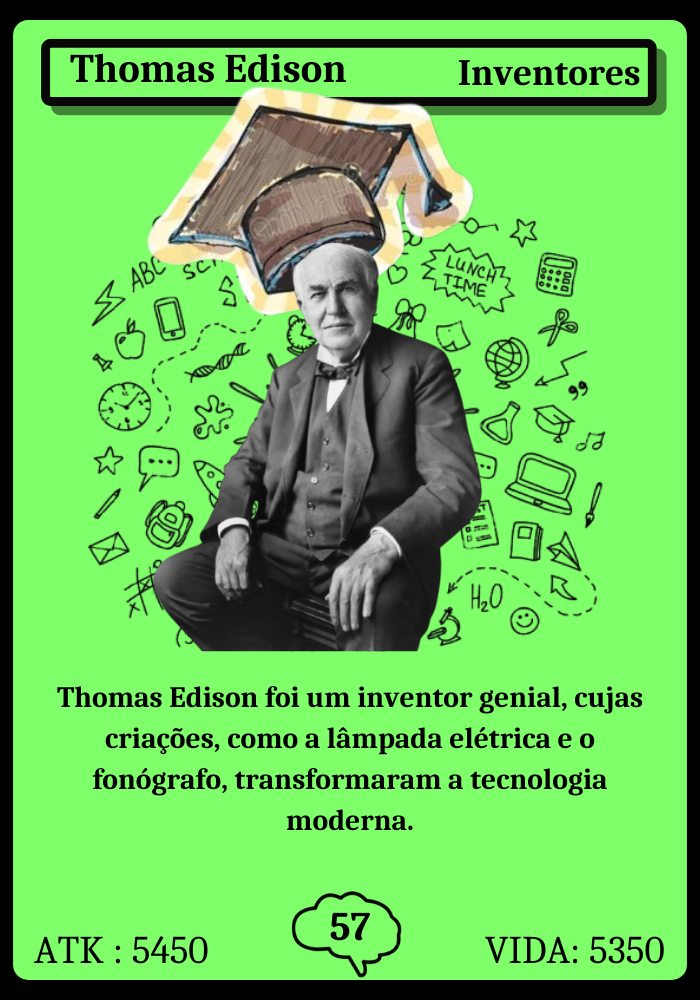 Thomas Edison
Inventores
ABC
LUNCH
TIME
H₂O
Thomas Edison foi um inventor genial, cujas
criações, como a lâmpada elétrica e o
fonógrafo, transformaram a tecnologia
moderna.
57
ATK : 5450
VIDA: 5350